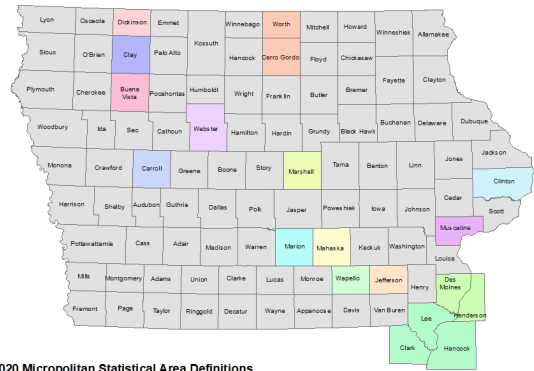 Lyon Osceola Dickinson Emmet Winnebago Worth Mitchell Howard Winneshiek Allamakee
Kossuth
Sioux O'Brien Clay Palo Alto Hancock Cerro Gordo Floyd Chickasaw
Fayette Clayton
Plymouth Cherokee Buena Vista Pocahontas Humboldt Wright Franklin Butler Bremer
Woodbury Ida Sac Calhoun Webster Hamilton Hardin Grundy Black Hawk Buchanan Delaware Dubuque
Monona Crawford Carroll Greene Boone Story Marshall Tama Benton Linn Jones Jackson
Clinton
Harrison Shelby Audubon Guthrie Dallas Polk Jasper Poweshiek Iowa Johnson Cedar Scott
Muscatine
Pottawattamie Cass Adair Madison Warren Marion Mahaska Keokuk Washington Louisa
Mills Montgomery Adams Union Clarke Lucas Monroe Wapello Jefferson Henry Des Moines
Fremont Page Taylor Ringgold Decatur Wayne Appanoose Davis Van Buren Lee Henderson
Clark Hancock
020 Micropolitan Statistical Area Definitions